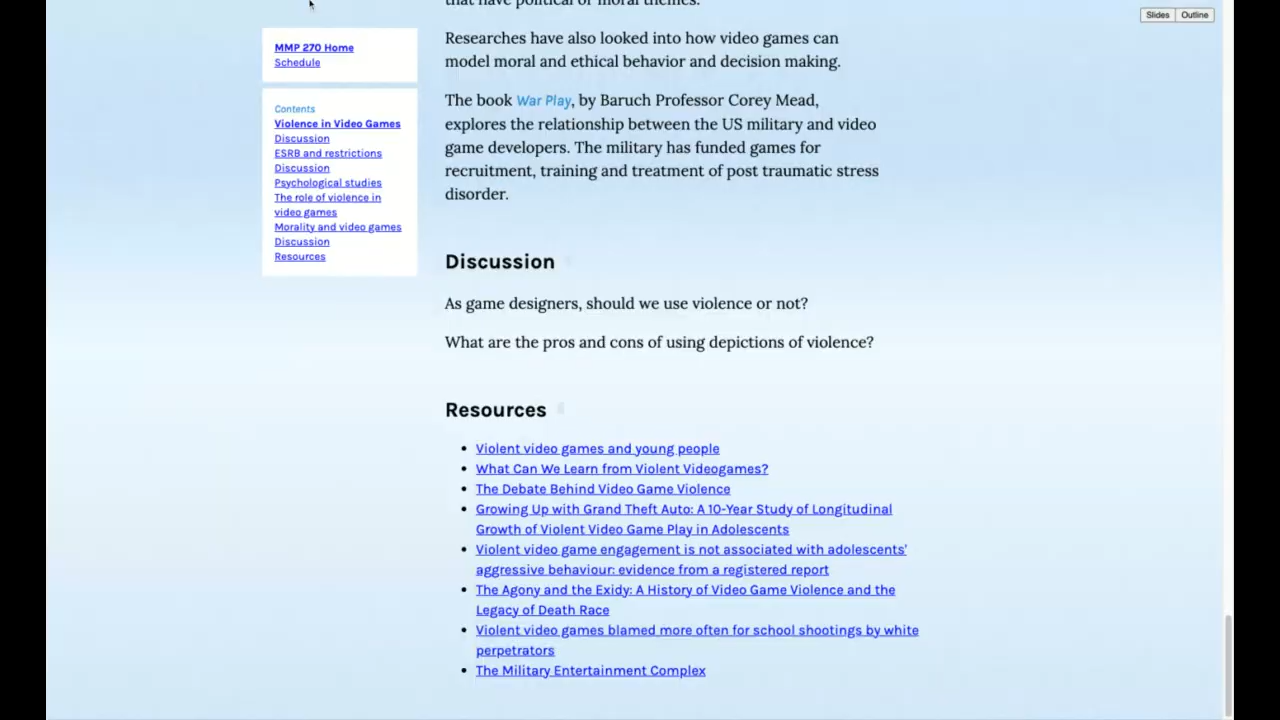 that have political or moral themes.
Slides
Outline
MMP 270 Home
Schedule
Contents
Violence in Video Games
Discussion
ESRB and restrictions
Discussion
Psychological studies
The role of violence in
video games
Morality and video games
Discussion
Resources
Researches have also looked into how video games can
model moral and ethical behavior and decision making.
The book War Play, by Baruch Professor Corey Mead,
explores the relationship between the US military and video
game developers. The military has funded games for
recruitment, training and treatment of post traumatic stress
disorder.
Discussion
As game designers, should we use violence or not?
What are the pros and cons of using depictions of violence?
Resources
Violent video games and young people
What Can We Learn from Violent Videogames?
The Debate Behind Video Game Violence
Growing Up with Grand Theft Auto: A 10-Year Study of Longitudinal
Growth of Violent Video Game Play in Adolescents
Violent video game engagement is not associated with adolescents'
aggressive behaviour: evidence from a registered report
The Agony and the Exidy: A History of Video Game Violence and the
Legacy of Death Race
Violent video games blamed more often for school shootings by white
perpetrators
The Military Entertainment Complex